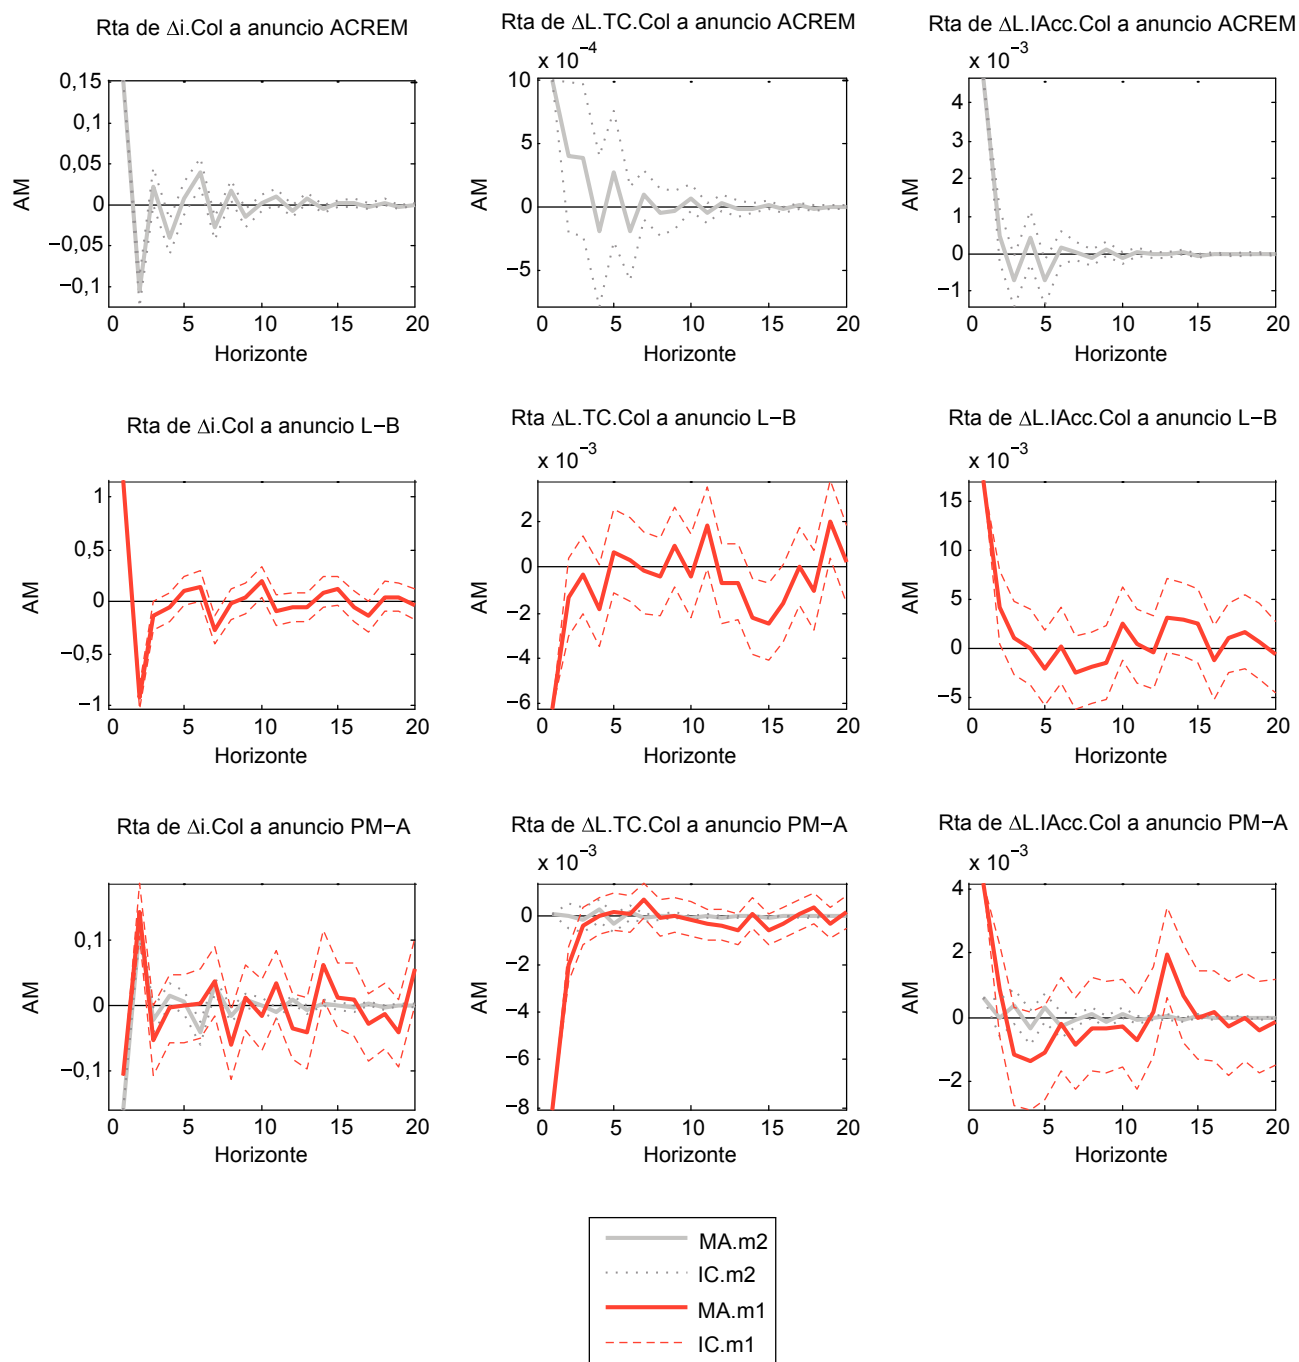 Rta de Δi.Col a anuncio ACREM
0,15
0,1
0,05
0
−0,05
−0,1
AM
0 5 10 15 20
Horizonte
Rta de ΔL.TC.Col a anuncio ACREM
x 10−4
10
5
0
−5
AM
0 5 10 15 20
Horizonte
Rta de ΔL.IAcc.Col a anuncio ACREM
x 10−3
4
3
2
1
0
−1
AM
0 5 10 15 20
Horizonte
Rta de Δi.Col a anuncio L−B
1
0,5
0
−0,5
−1
AM
0 5 10 15 20
Horizonte
Rta ΔL.TC.Col a anuncio L−B
x 10−3
2
0
−2
−4
−6
AM
0 5 10 15 20
Horizonte
Rta de ΔL.IAcc.Col a anuncio L−B
x 10−3
15
10
5
0
−5
AM
0 5 10 15 20
Horizonte
Rta de Δi.Col a anuncio PM−A
0,1
0
−0,1
AM
0 5 10 15 20
Horizonte
Rta de ΔL.TC.Col a anuncio PM−A
x 10−3
0
−2
−4
−6
−8
AM
0 5 10 15 20
Horizonte
Rta de ΔL.IAcc.Col a anuncio PM−A
x 10−3
4
2
0
−2
AM
0 5 10 15 20
Horizonte
MA.m2
IC.m2
MA.m1
IC.m1